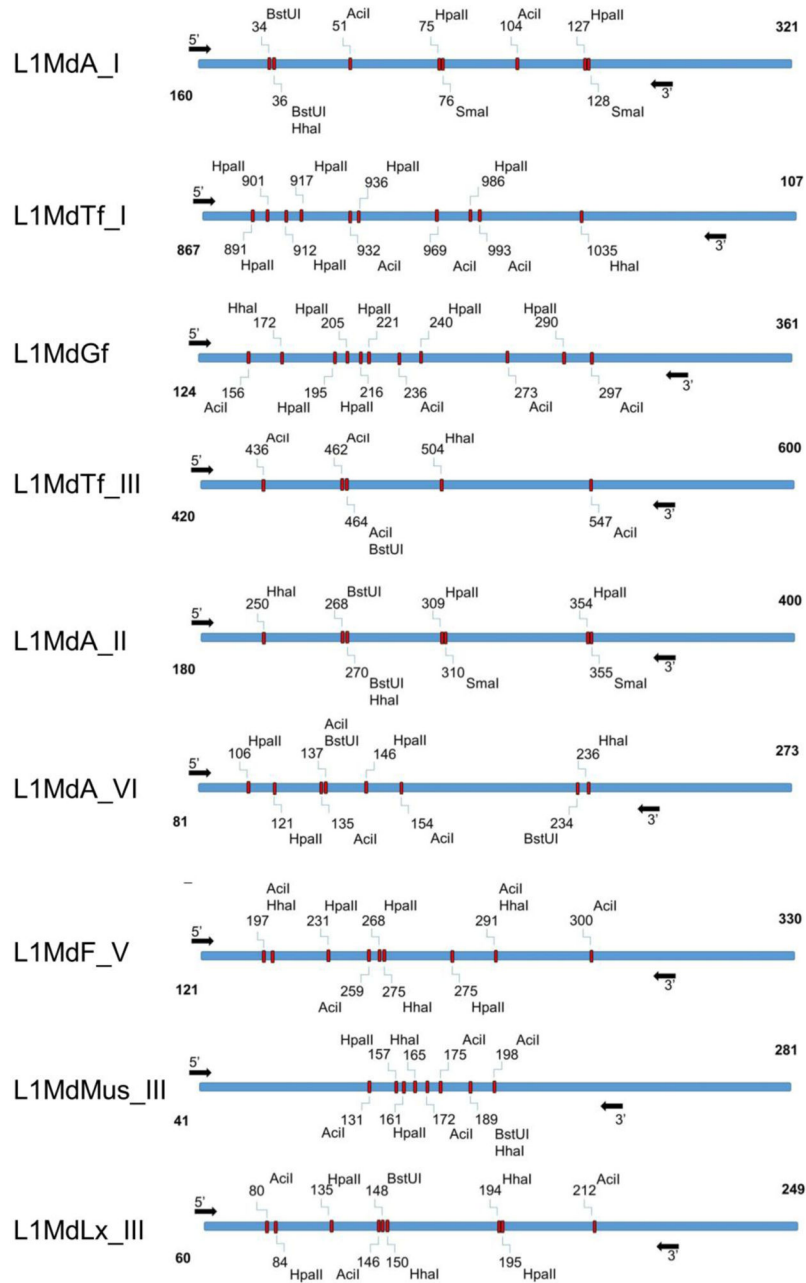 BstUI AciI HpaII AciI HpaII
5' 34 51 75 104 127 321
L1MdA_I
160 36 76 128 3'
BstUI SmaI SmaI
HhaI
HpaII HpaII HpaII HpaII
5' 901 917 936 986 107
L1MdTf_I
867 891 912 932 969 993 1035 3'
HpaII HpaII AciI AciI AciI HhaI
HhaI HpaII HpaII HpaII HpaII
5' 172 205 221 240 290 361
L1MdGf
124 156 195 216 236 273 297 3'
AciI HpaII HpaII AciI AciI AciI
AciI AciI HhaI
5' 436 462 504 600
L1MdTf_III
420 464 547 3'
AciI AciI
BstUI
HhaI BstUI HpaII HpaII
5' 250 268 309 354 400
L1MdA_II
180 270 310 355 3'
BstUI SmaI SmaI
HhaI
AciI
HpaII BstUI HpaII HhaI
5' 106 137 146 236 273
L1MdA_VI
81 121 135 154 234 3'
HpaII AciI AciI BstUI
–
AciI AciI
HhaI HpaII HpaII HhaI AciI
5' 197 231 268 291 300 330
L1MdF_V
121 259 275 275 3'
AciI HhaI HpaII
HpaII HhaI AciI AciI
5' 157 165 175 198 281
L1MdMus_III
41 131 161 172 189 3'
AciI HpaII AciI BstUI
HhaI
AciI HpaII BstUI HhaI AciI
5' 80 135 148 194 212 249
L1MdLx_III
60 84 146 150 195 3'
HpaII AciI HhaI HpaII